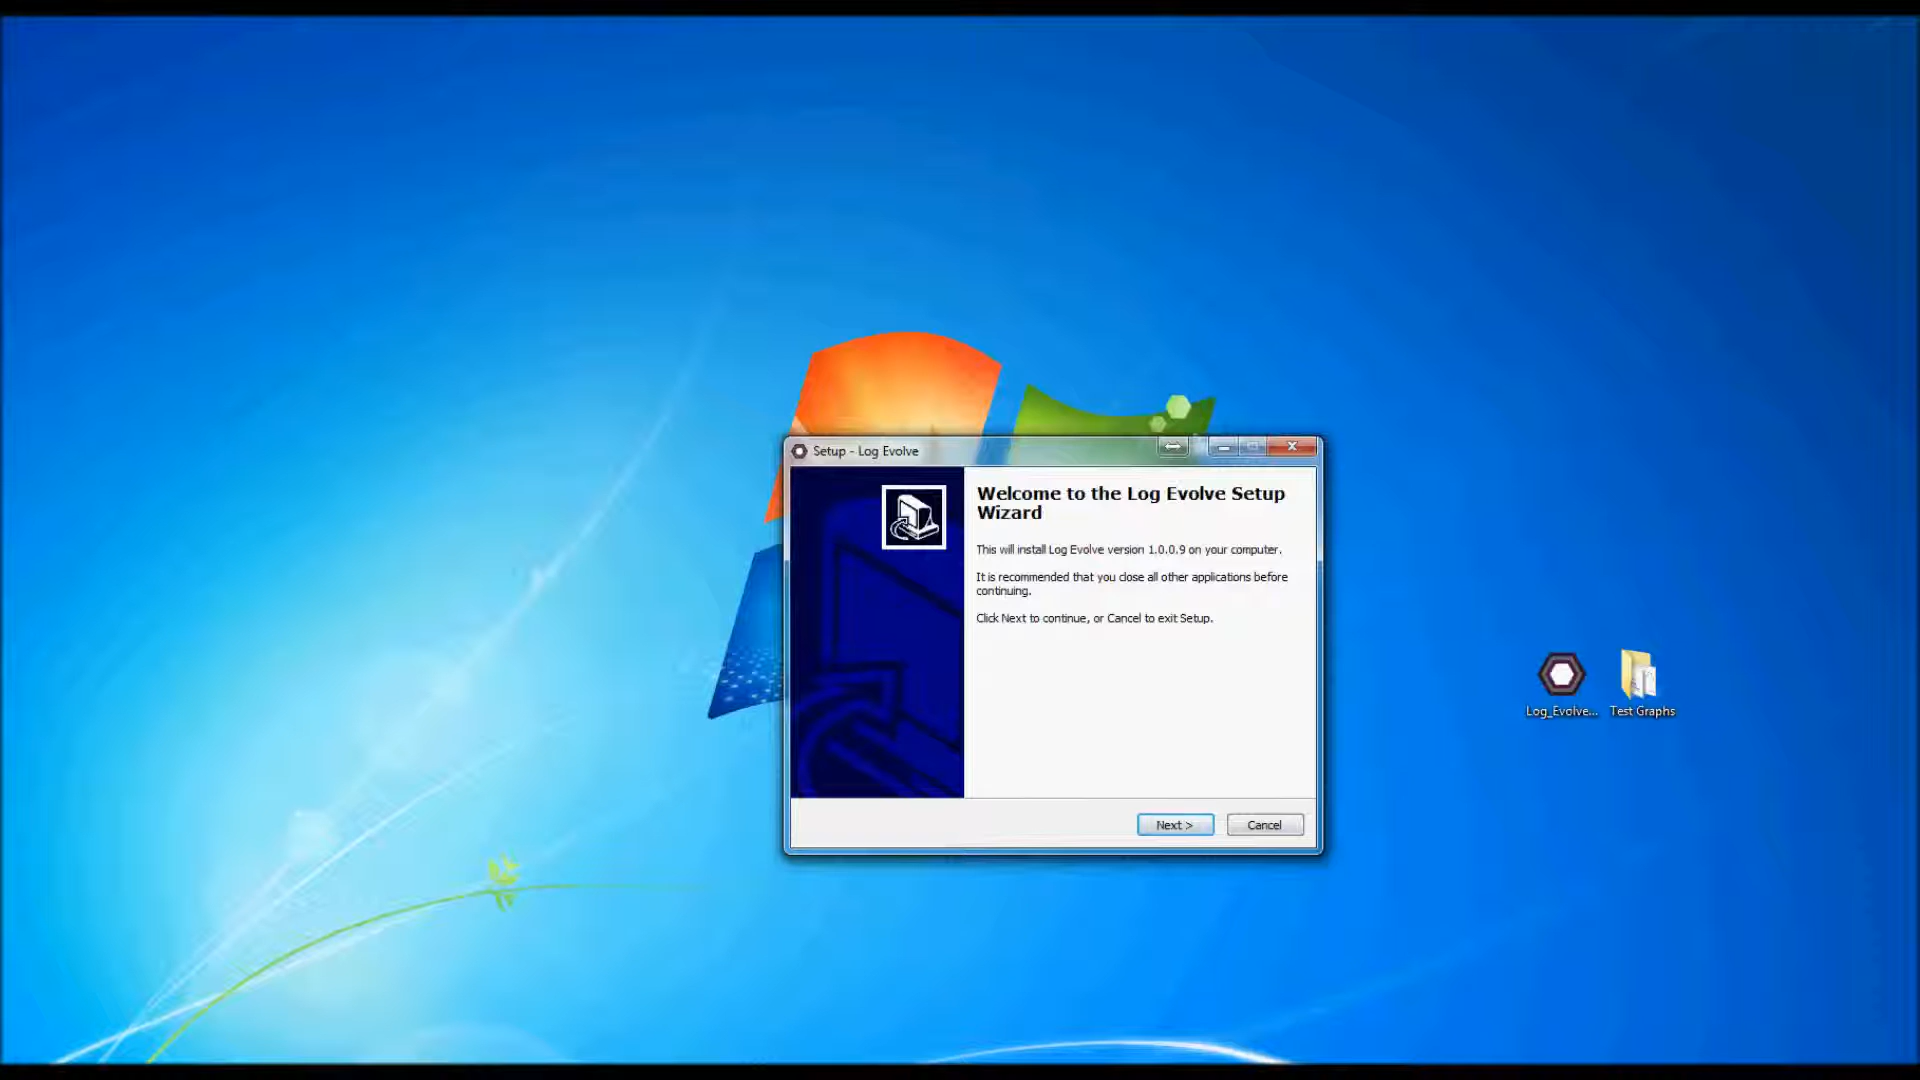 Setup - Log Evolve
Welcome to the Log Evolve Setup
Wizard
This will install Log Evolve version 1.0.0.9 on your computer.
It is recommended that you close all other applications before
continuing.
Click Next to continue, or Cancel to exit Setup.
Log_Evolve... Test Graphs
Next > Cancel